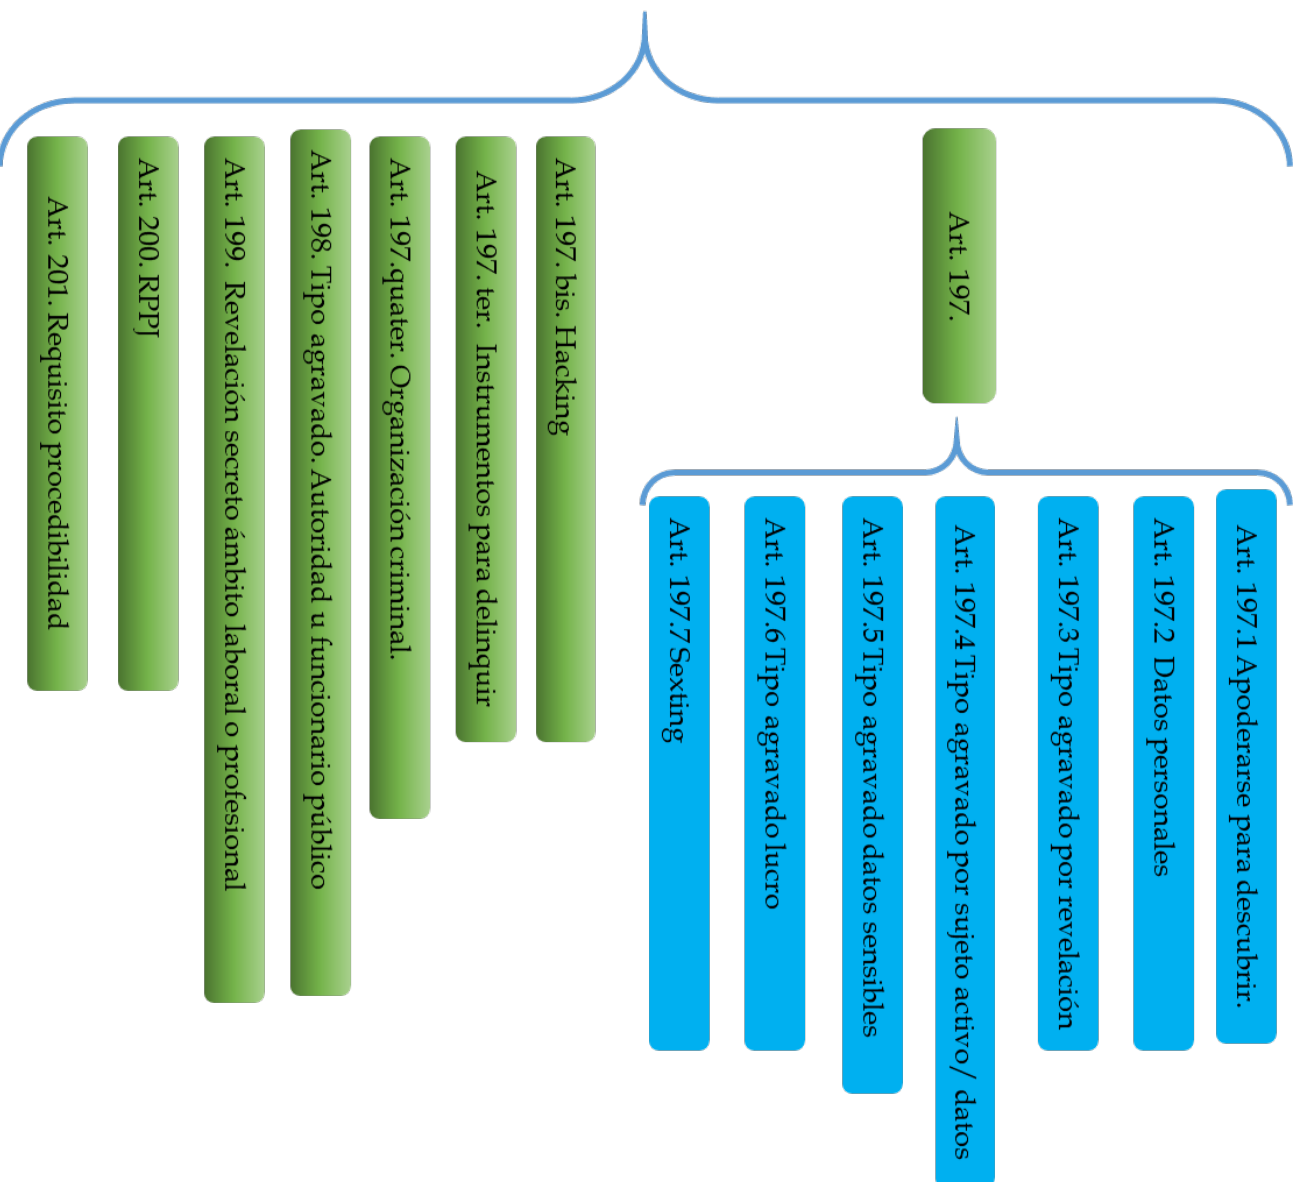 Art. 197.
Art. 197.1 Apoderarse para descubrir.
Art. 197.2 Datos personales
Art. 197.3 Tipo agravado por revelación
Art. 197.4 Tipo agravado por sujeto activo/ datos
Art. 197.5 Tipo agravado datos sensibles
Art. 197.6 Tipo agravado lucro
Art. 197.7 Sexting
Art. 197. bis. Hacking
Art. 197. ter. Instrumentos para delinquir
Art. 197.quater. Organización criminal.
Art. 198. Tipo agravado. Autoridad u funcionario público
Art. 199. Revelación secreto ámbito laboral o profesional
Art. 200. RPPJ
Art. 201. Requisito procedibilidad